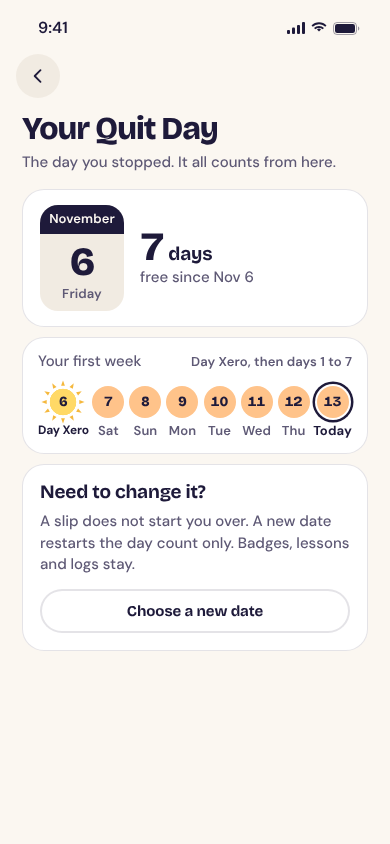 9:41
Your Quit Day
The day you stopped. It all counts from here.
November
6
Friday
7 days
free since Nov 6
Your first week
Day Xero, then days 1 to 7
6 7 8 9 10 11 12 13
Day Xero Sat Sun Mon Tue Wed Thu Today
Need to change it?
A slip does not start you over. A new date
restarts the day count only. Badges, lessons
and logs stay.
Choose a new date